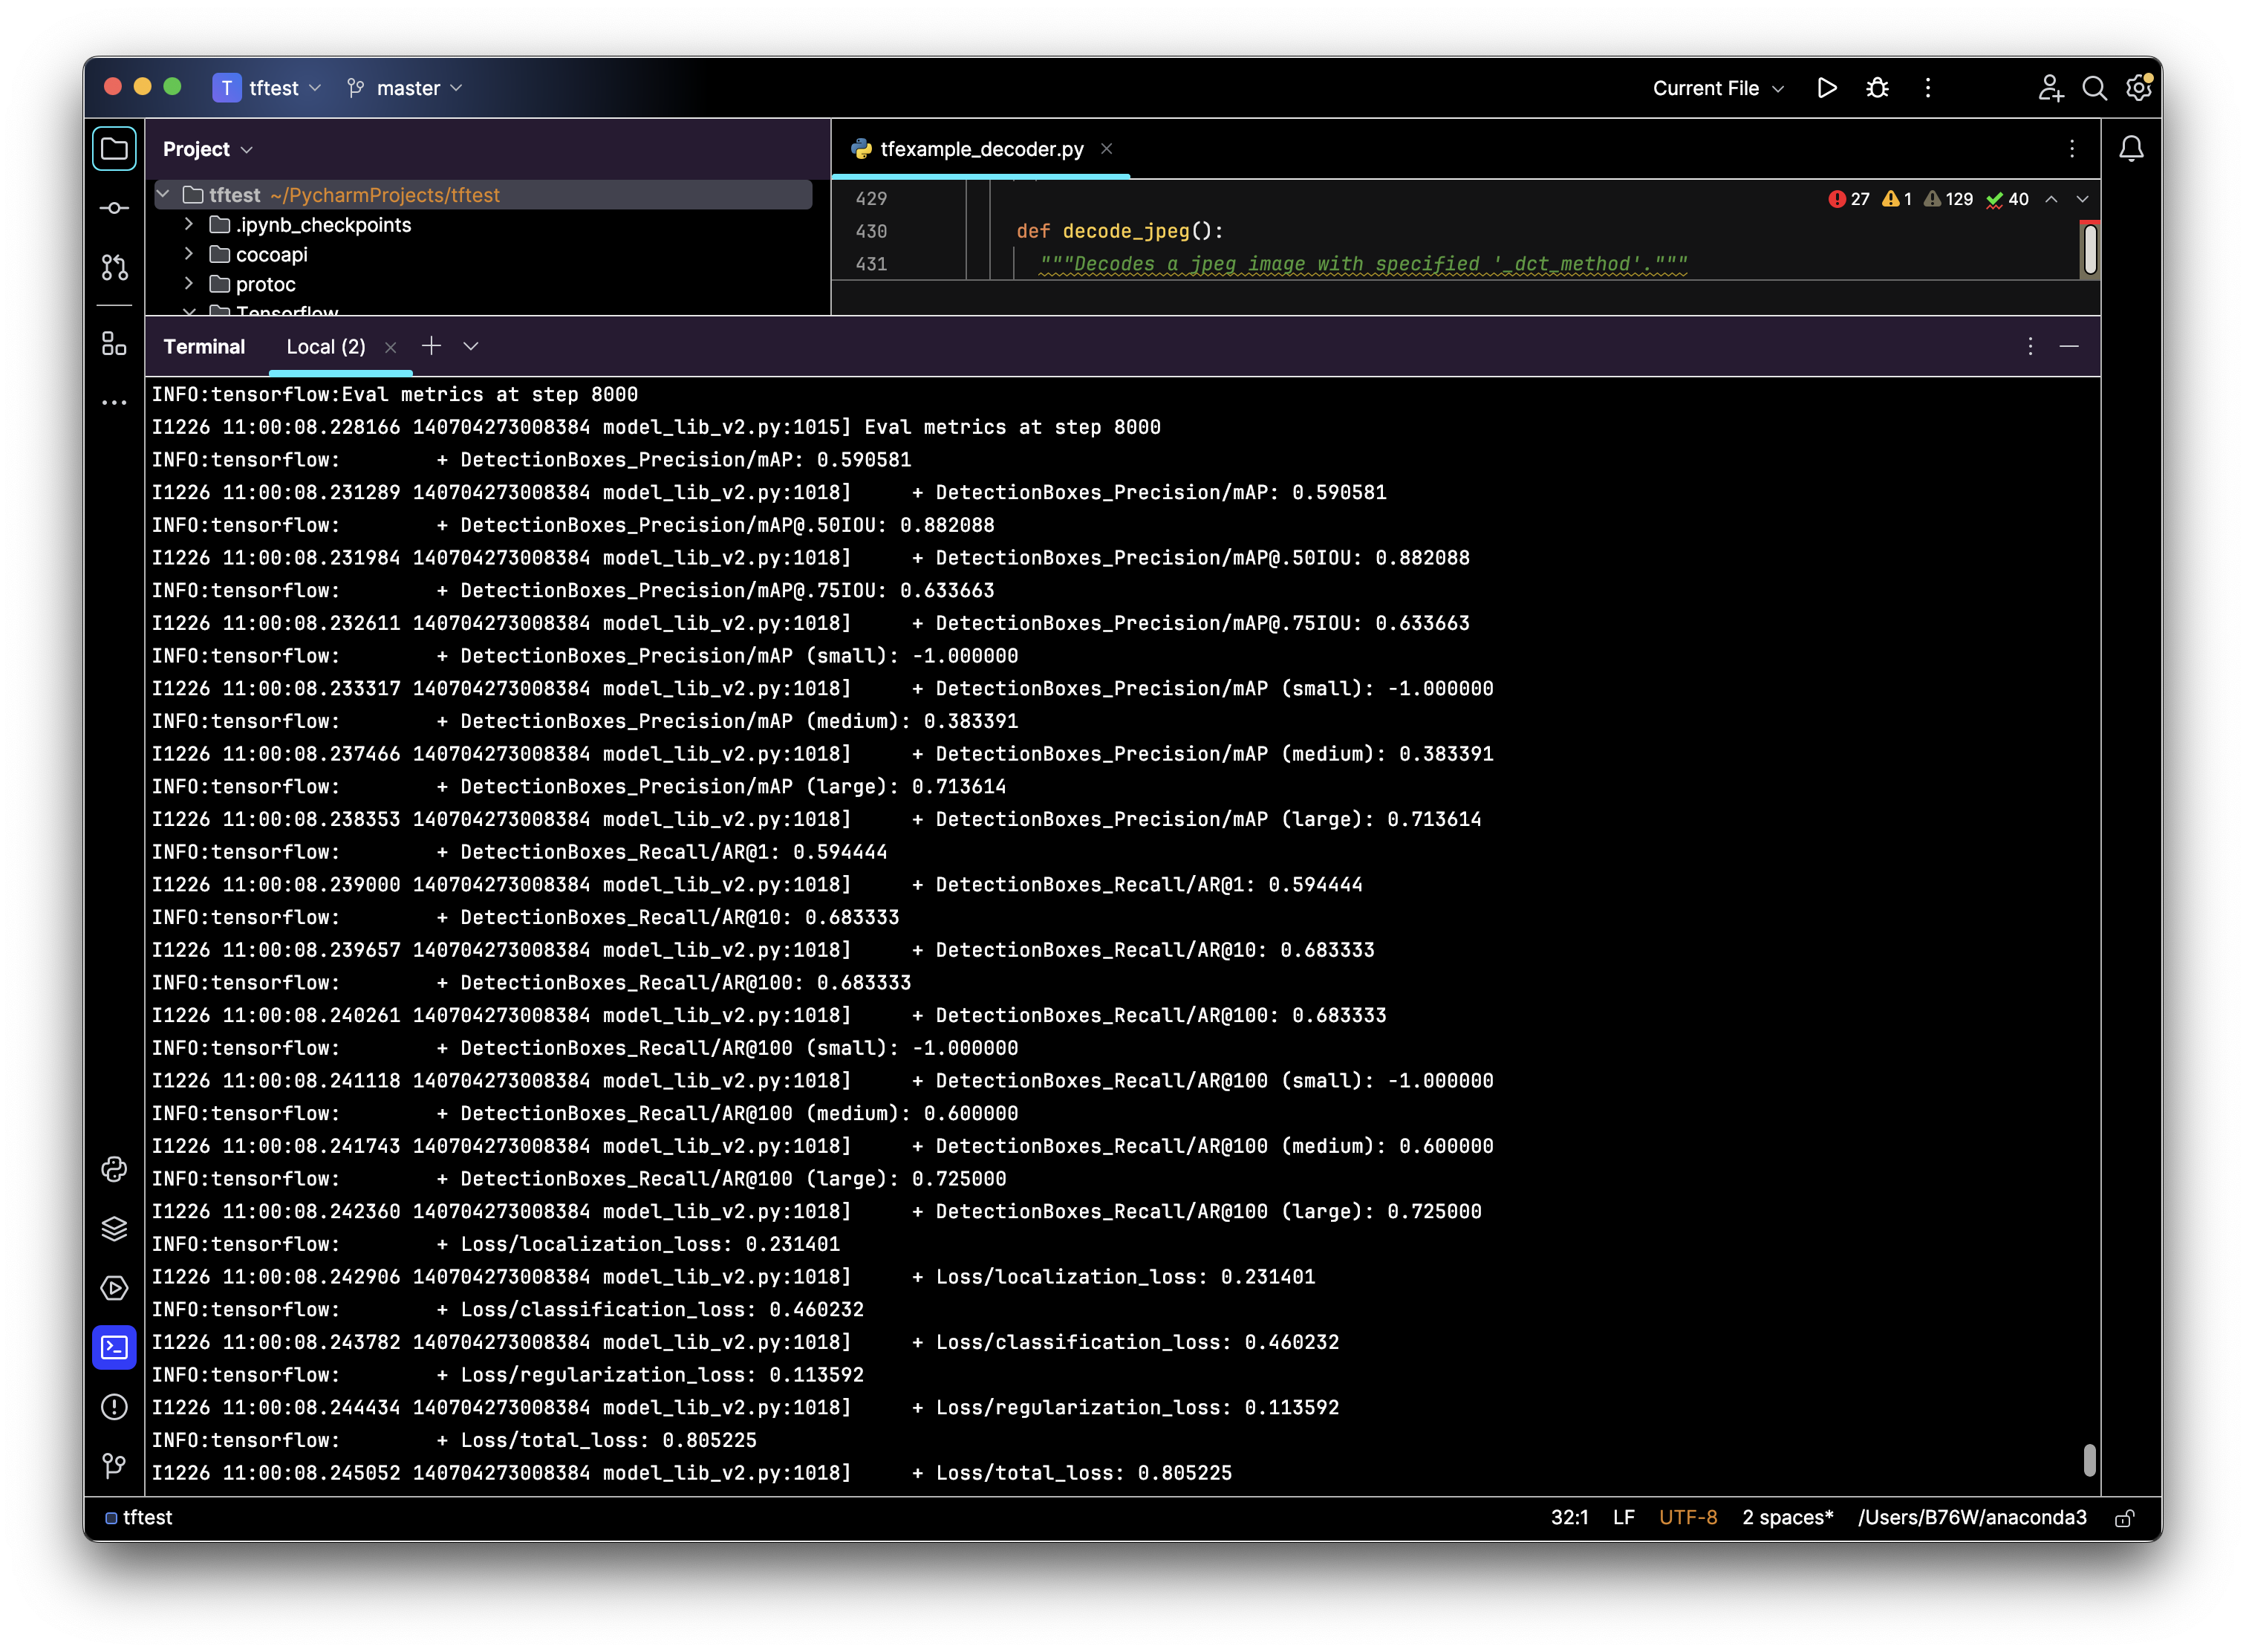 T tftest master Current File
Project
tfexample_decoder.py
tftest ~/PycharmProjects/tftest
.ipynb_checkpoints
cocoapi
protoc
Tensorflow
429
27 1 129 40
430 def decode_jpeg():
431 """Decodes a jpeg image with specified '_dct_method'."""
Terminal Local (2)
INFO:tensorflow:Eval metrics at step 8000
I1226 11:00:08.228166 140704273008384 model_lib_v2.py:1015] Eval metrics at step 8000
INFO:tensorflow: + DetectionBoxes_Precision/mAP: 0.590581
I1226 11:00:08.231289 140704273008384 model_lib_v2.py:1018] + DetectionBoxes_Precision/mAP: 0.590581
INFO:tensorflow: + DetectionBoxes_Precision/mAP@.50IOU: 0.882088
I1226 11:00:08.231984 140704273008384 model_lib_v2.py:1018] + DetectionBoxes_Precision/mAP@.50IOU: 0.882088
INFO:tensorflow: + DetectionBoxes_Precision/mAP@.75IOU: 0.633663
I1226 11:00:08.232611 140704273008384 model_lib_v2.py:1018] + DetectionBoxes_Precision/mAP@.75IOU: 0.633663
INFO:tensorflow: + DetectionBoxes_Precision/mAP (small): -1.000000
I1226 11:00:08.233317 140704273008384 model_lib_v2.py:1018] + DetectionBoxes_Precision/mAP (small): -1.000000
INFO:tensorflow: + DetectionBoxes_Precision/mAP (medium): 0.383391
I1226 11:00:08.237466 140704273008384 model_lib_v2.py:1018] + DetectionBoxes_Precision/mAP (medium): 0.383391
INFO:tensorflow: + DetectionBoxes_Precision/mAP (large): 0.713614
I1226 11:00:08.238353 140704273008384 model_lib_v2.py:1018] + DetectionBoxes_Precision/mAP (large): 0.713614
INFO:tensorflow: + DetectionBoxes_Recall/AR@1: 0.594444
I1226 11:00:08.239000 140704273008384 model_lib_v2.py:1018] + DetectionBoxes_Recall/AR@1: 0.594444
INFO:tensorflow: + DetectionBoxes_Recall/AR@10: 0.683333
I1226 11:00:08.239657 140704273008384 model_lib_v2.py:1018] + DetectionBoxes_Recall/AR@10: 0.683333
INFO:tensorflow: + DetectionBoxes_Recall/AR@100: 0.683333
I1226 11:00:08.240261 140704273008384 model_lib_v2.py:1018] + DetectionBoxes_Recall/AR@100: 0.683333
INFO:tensorflow: + DetectionBoxes_Recall/AR@100 (small): -1.000000
I1226 11:00:08.241118 140704273008384 model_lib_v2.py:1018] + DetectionBoxes_Recall/AR@100 (small): -1.000000
INFO:tensorflow: + DetectionBoxes_Recall/AR@100 (medium): 0.600000
I1226 11:00:08.241743 140704273008384 model_lib_v2.py:1018] + DetectionBoxes_Recall/AR@100 (medium): 0.600000
INFO:tensorflow: + DetectionBoxes_Recall/AR@100 (large): 0.725000
I1226 11:00:08.242360 140704273008384 model_lib_v2.py:1018] + DetectionBoxes_Recall/AR@100 (large): 0.725000
INFO:tensorflow: + Loss/localization_loss: 0.231401
I1226 11:00:08.242906 140704273008384 model_lib_v2.py:1018] + Loss/localization_loss: 0.231401
INFO:tensorflow: + Loss/classification_loss: 0.460232
I1226 11:00:08.243782 140704273008384 model_lib_v2.py:1018] + Loss/classification_loss: 0.460232
INFO:tensorflow: + Loss/regularization_loss: 0.113592
I1226 11:00:08.244434 140704273008384 model_lib_v2.py:1018] + Loss/regularization_loss: 0.113592
INFO:tensorflow: + Loss/total_loss: 0.805225
I1226 11:00:08.245052 140704273008384 model_lib_v2.py:1018] + Loss/total_loss: 0.805225
tftest 32:1 LF UTF-8 2 spaces* /Users/B76W/anaconda3